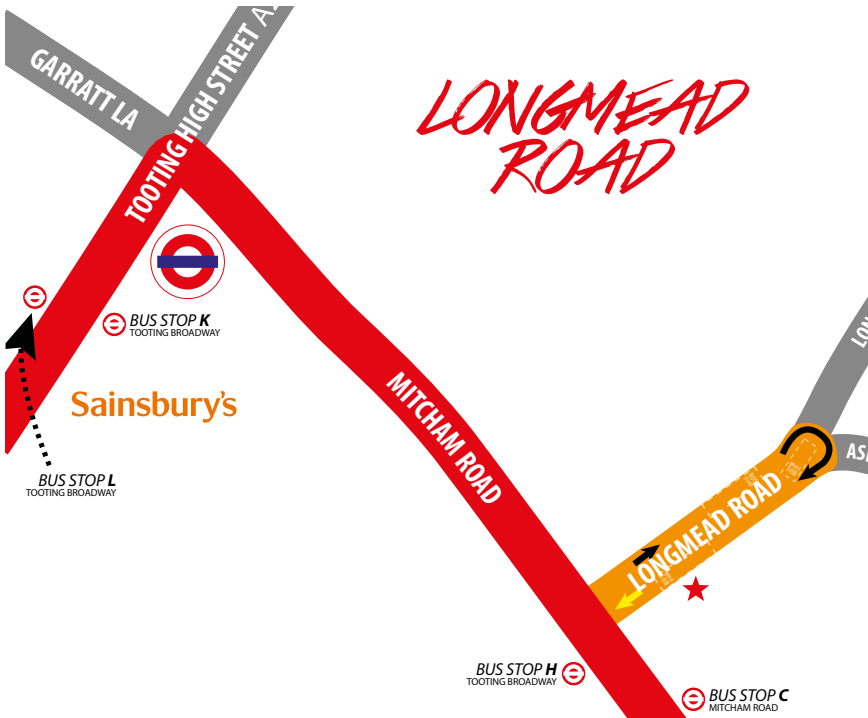 GARRATT LA
TOOTING HIGH STREET
LONGMEAD
ROAD
BUS STOP K
TOOTING BROADWAY
Sainsbury's
MITCHAM ROAD
BUS STOP L
TOOTING BROADWAY
LONGMEAD ROAD
BUS STOP H
TOOTING BROADWAY
BUS STOP C
MITCHAM ROAD